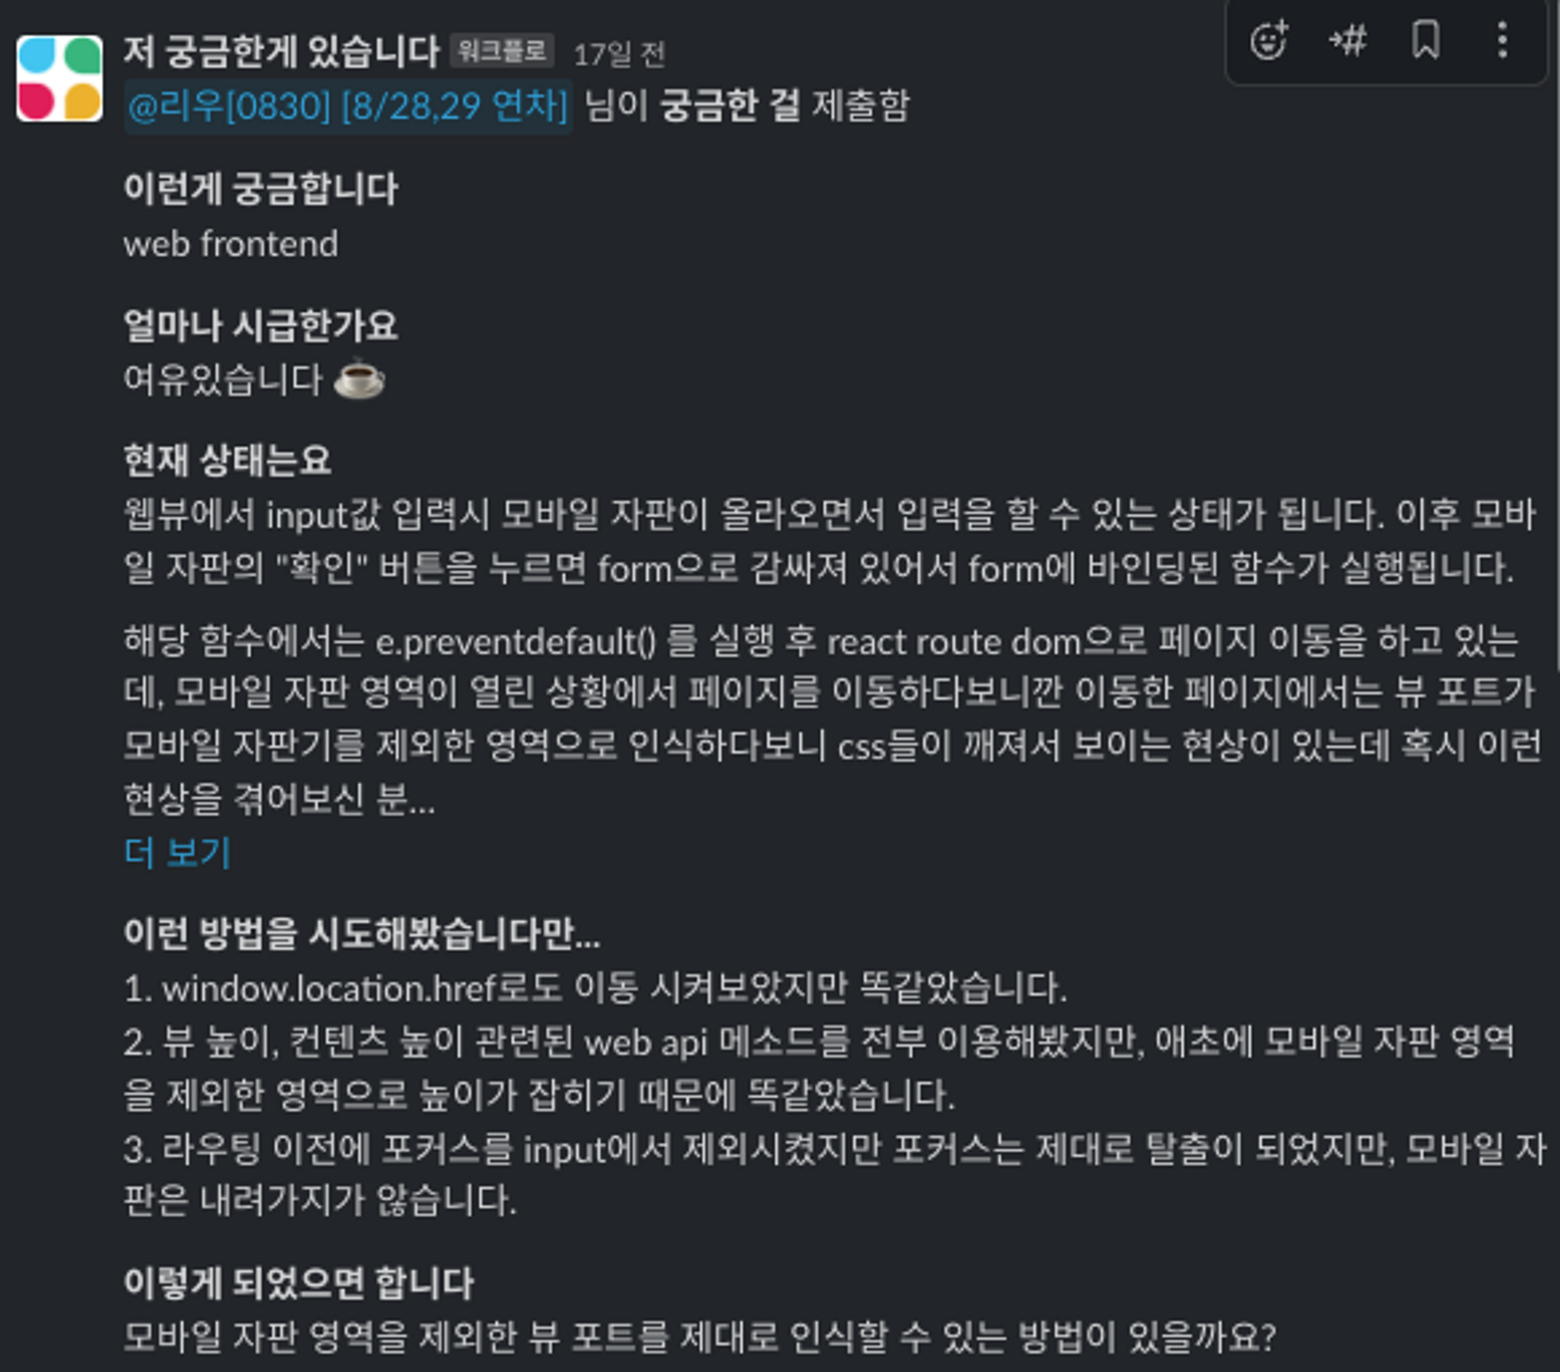 저 궁금한게 있습니다 워크플로 17일 전
@리우[0830] [8/28,29 연차] 님이 궁금한 걸 제출함
이런게 궁금합니다
web frontend
얼마나 시급한가요
여유있습니다 ☕
현재 상태는요
웹뷰에서 input값 입력시 모바일 자판이 올라오면서 입력을 할 수 있는 상태가 됩니다. 이후 모바
일 자판의 "확인" 버튼을 누르면 form으로 감싸져 있어서 form에 바인딩된 함수가 실행됩니다.
해당 함수에서는 e.preventdefault() 를 실행 후 react route dom으로 페이지 이동을 하고 있는
데, 모바일 자판 영역이 열린 상황에서 페이지를 이동하다보니깐 이동한 페이지에서는 뷰 포트가
모바일 자판기를 제외한 영역으로 인식하다보니 css들이 깨져서 보이는 현상이 있는데 혹시 이런
현상을 겪어보신 분...
더 보기
이런 방법을 시도해봤습니다만...
1. window.location.href로도 이동 시켜보았지만 똑같았습니다.
2. 뷰 높이, 컨텐츠 높이 관련된 web api 메소드를 전부 이용해봤지만, 애초에 모바일 자판 영역
을 제외한 영역으로 높이가 잡히기 때문에 똑같았습니다.
3. 라우팅 이전에 포커스를 input에서 제외시켰지만 포커스는 제대로 탈출이 되었지만, 모바일 자
판은 내려가지가 않습니다.
이렇게 되었으면 합니다
모바일 자판 영역을 제외한 뷰 포트를 제대로 인식할 수 있는 방법이 있을까요?